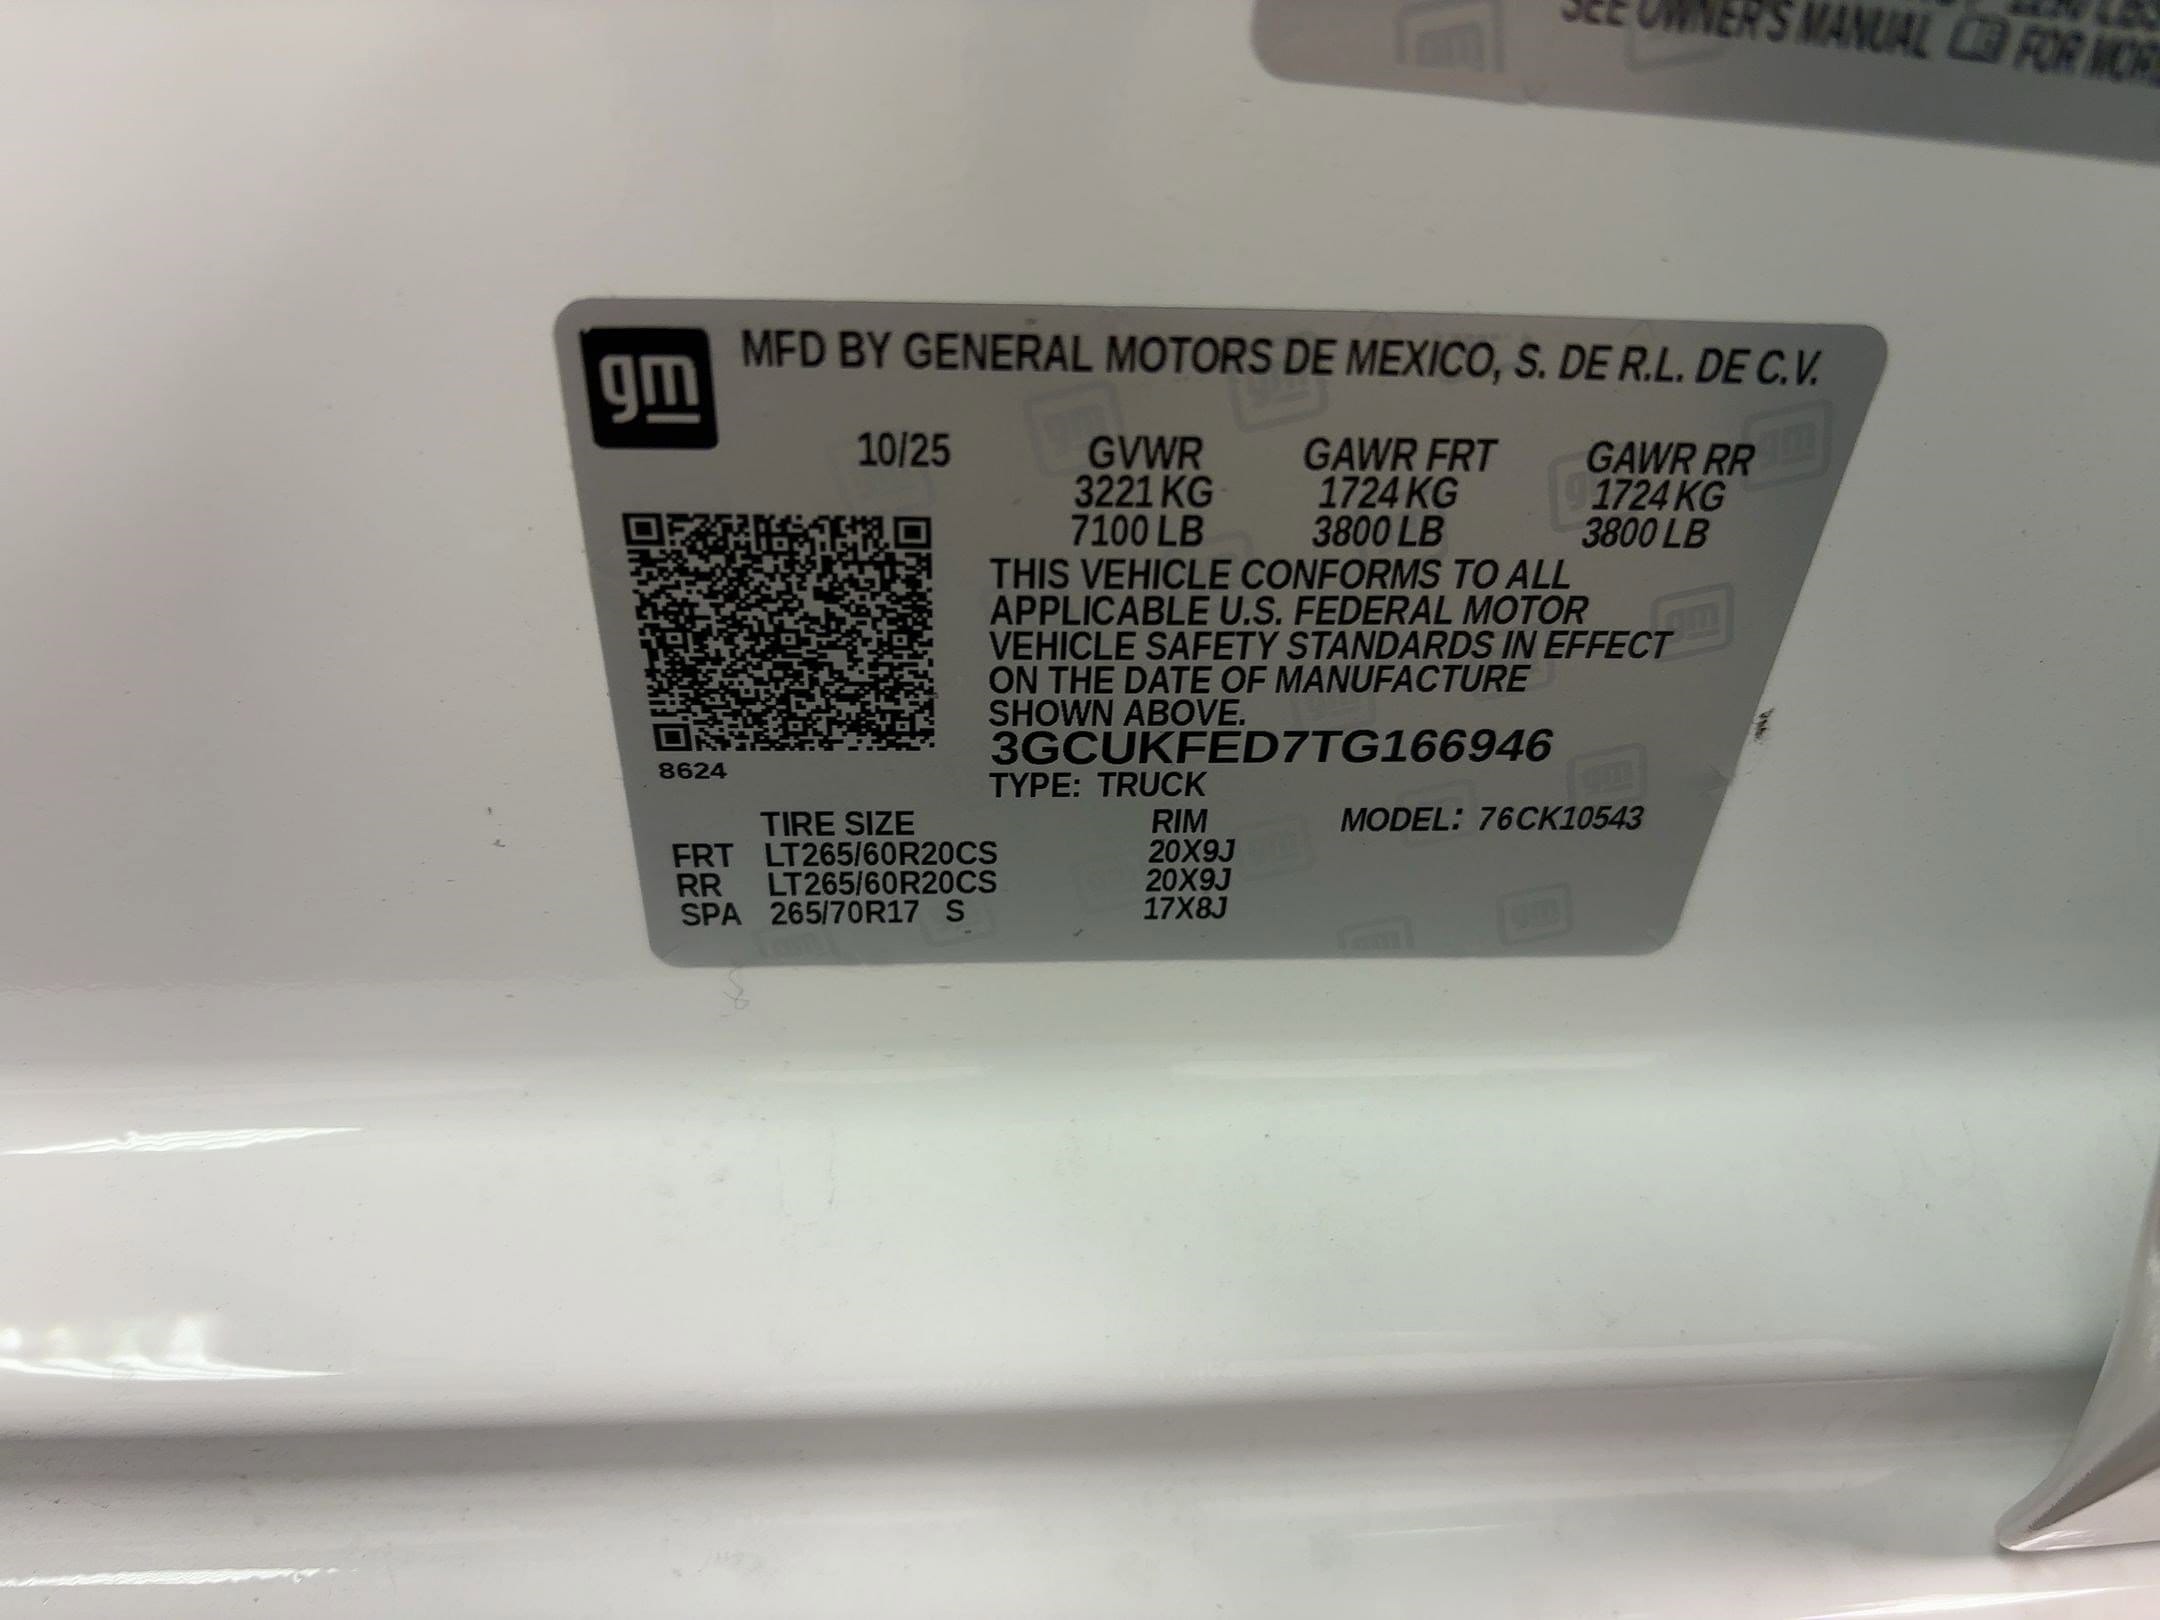 SEE OWNER'S MANUAL FOR MORE
gm
MFD BY GENERAL MOTORS DE MEXICO, S. DE R.L. DE C.V.
10/25 GVWR GAWR FRT GAWR RR
3221 KG 1724 KG 1724 KG
7100 LB 3800 LB 3800 LB
THIS VEHICLE CONFORMS TO ALL
APPLICABLE U.S. FEDERAL MOTOR
VEHICLE SAFETY STANDARDS IN EFFECT
ON THE DATE OF MANUFACTURE
SHOWN ABOVE.
3GCUKFED7TG166946
8624
TYPE: TRUCK
TIRE SIZE RIM MODEL: 76CK10543
FRT LT265/60R20CS 20X9J
RR LT265/60R20CS 20X9J
SPA 265/70R17 S 17X8J